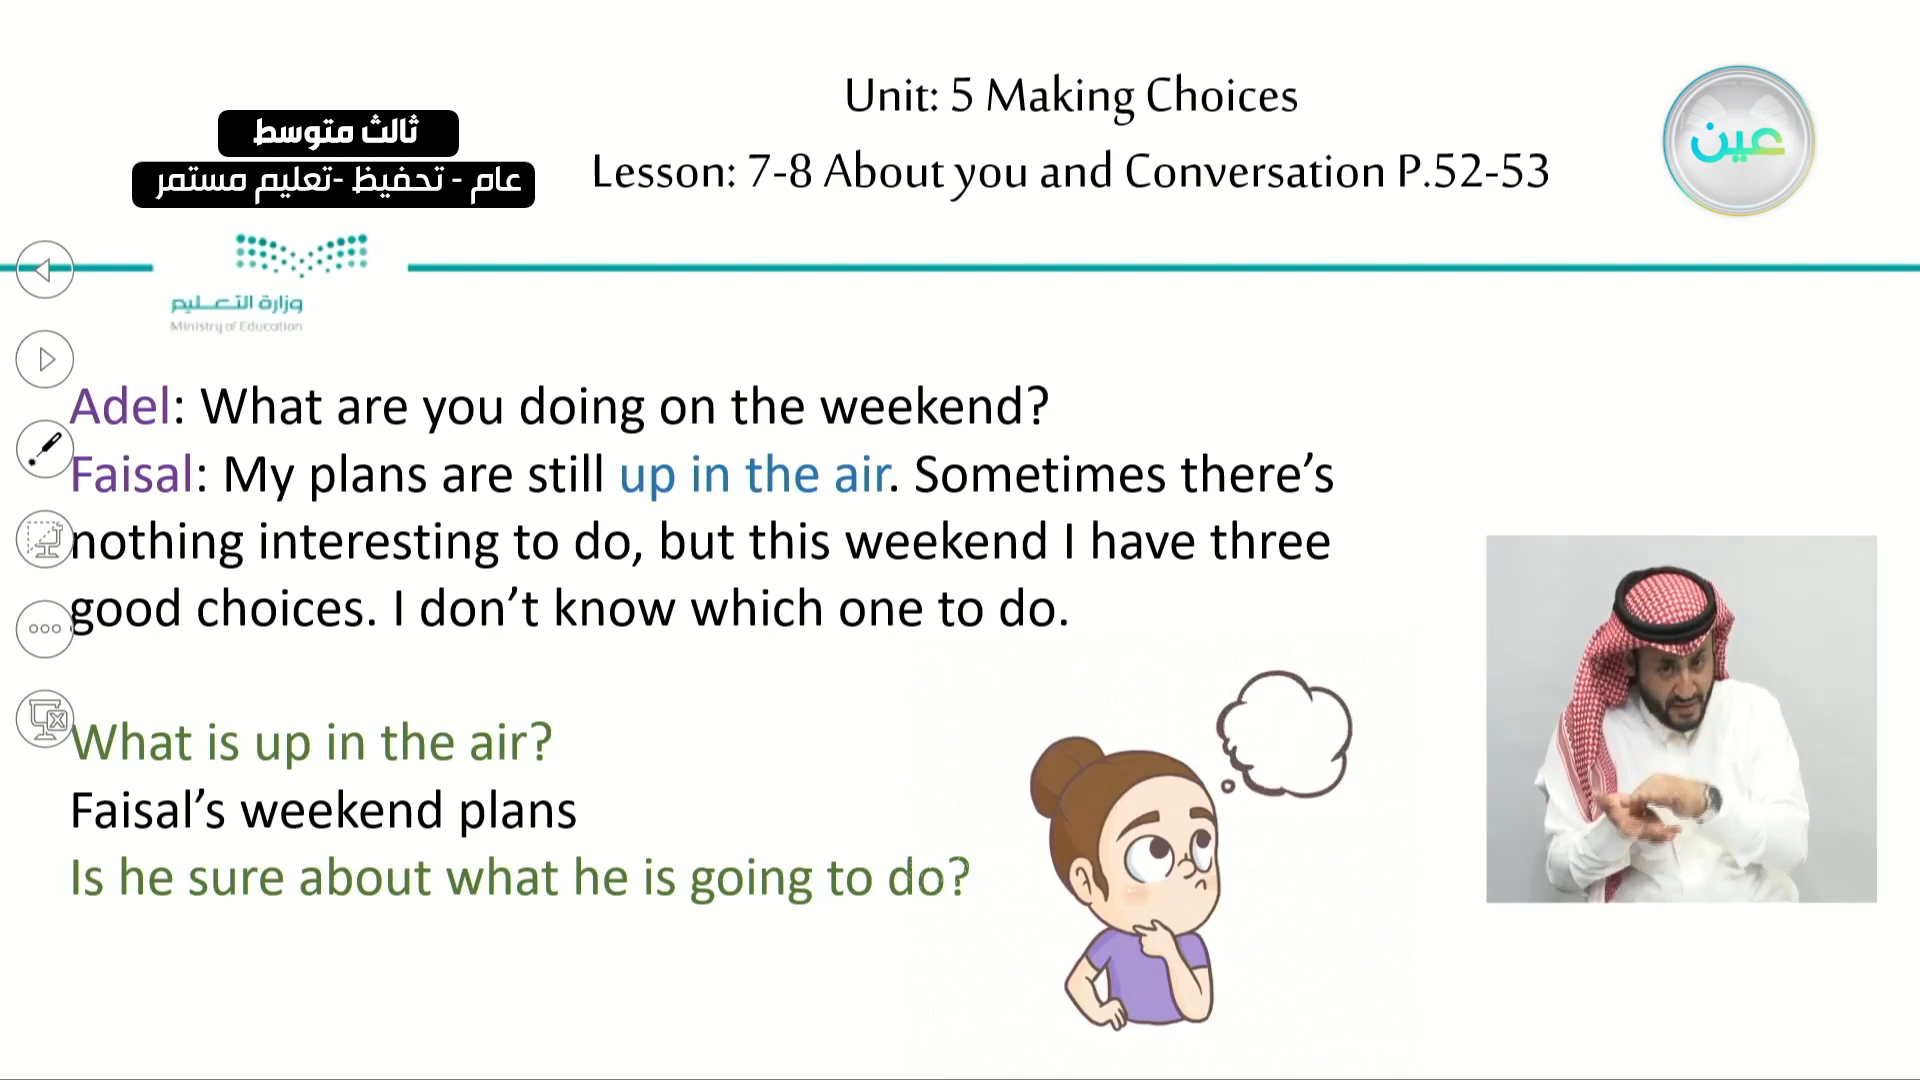 Unit: 5 Making Choices
Lesson: 7-8 About you and Conversation P.52-53
ثالث متوسط
عام - تحفيظ -تعليم مستمر
عين
وزارة التعليم
Ministry of Education
Adel: What are you doing on the weekend?
Faisal: My plans are still up in the air. Sometimes there’s
nothing interesting to do, but this weekend I have three
good choices. I don’t know which one to do.
What is up in the air?
Faisal’s weekend plans
Is he sure about what he is going to do?